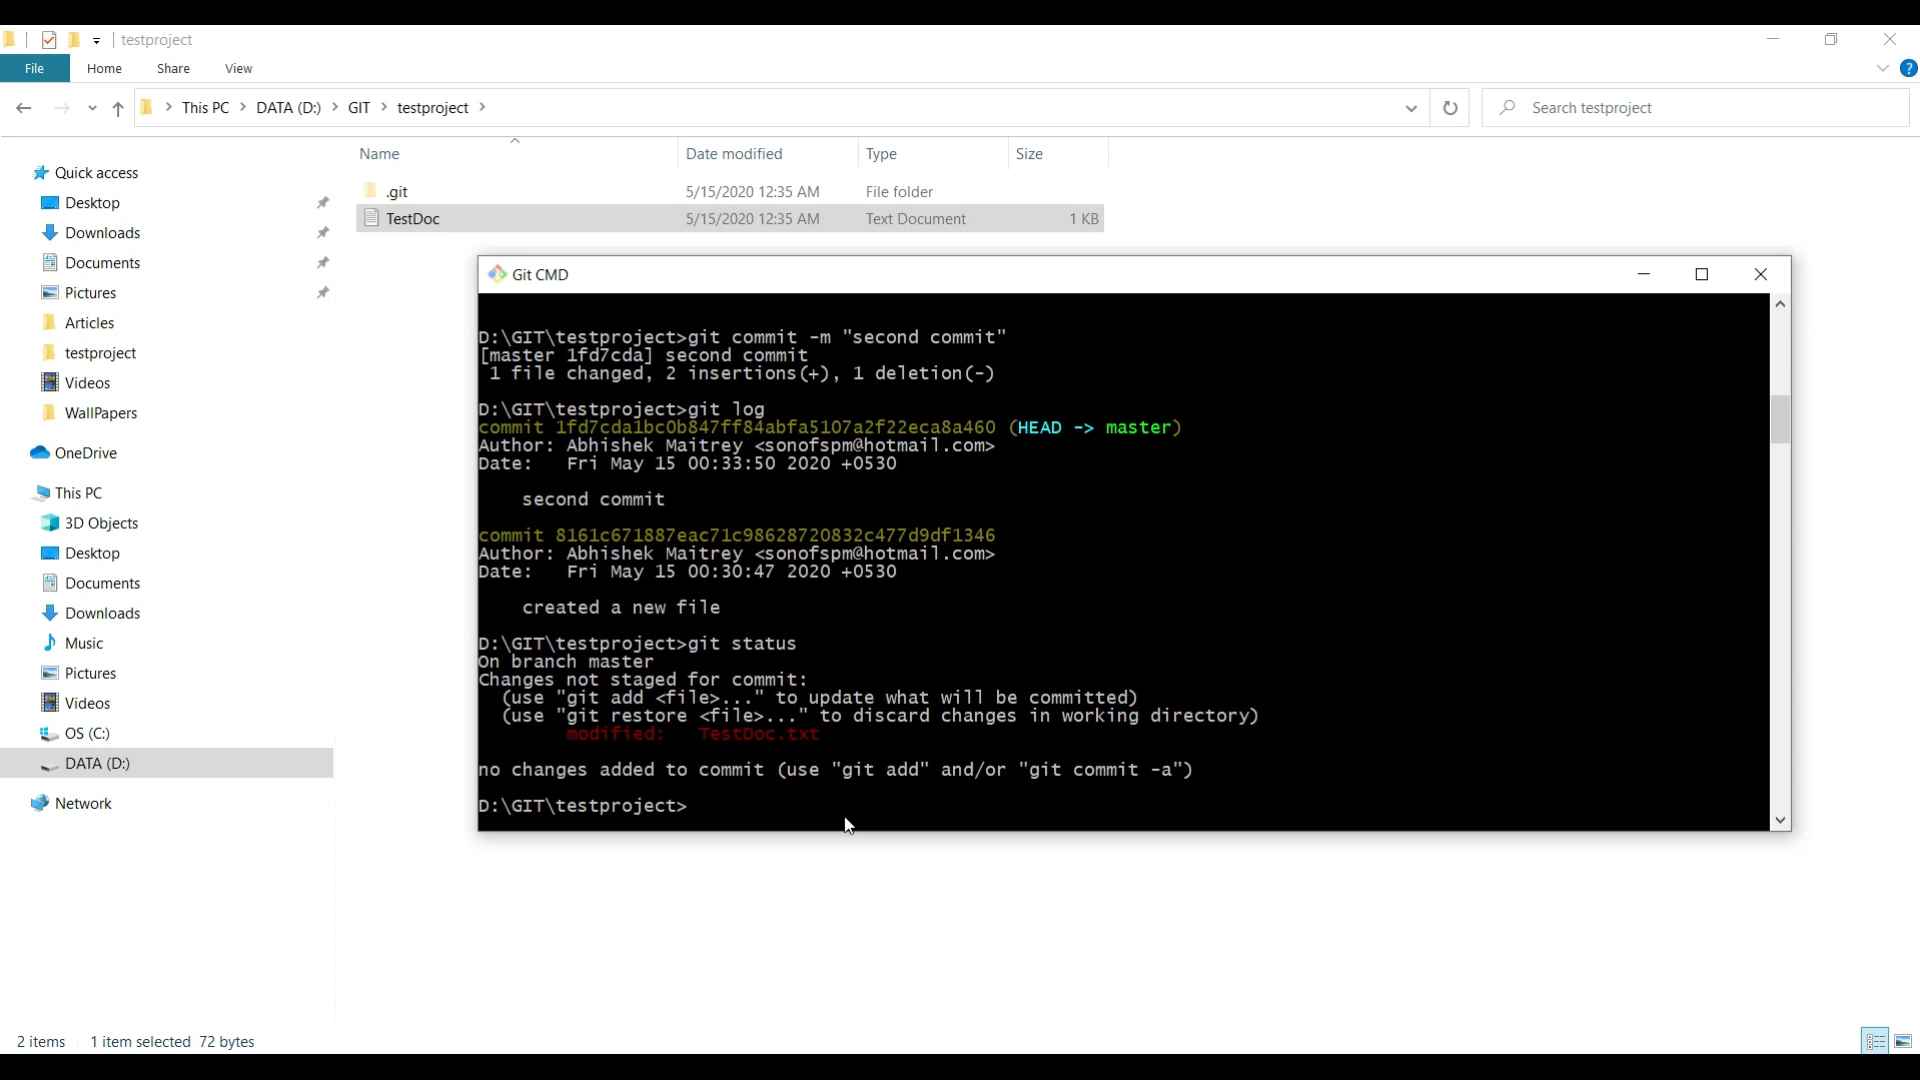 testproject
File Home Share View
This PC > DATA (D:) > GIT > testproject >
Search testproject
Name Date modified Type Size
.git 5/15/2020 12:35 AM File folder
TestDoc 5/15/2020 12:35 AM Text Document 1 KB
Quick access
Desktop
Downloads
Documents
Pictures
Articles
testproject
Videos
WallPapers
OneDrive
This PC
3D Objects
Desktop
Documents
Downloads
Music
Pictures
Videos
OS (C:)
DATA (D:)
Network
Git CMD
D:\GIT\testproject>git commit -m "second commit"
[master 1fd7cda] second commit
1 file changed, 2 insertions(+), 1 deletion(-)
D:\GIT\testproject>git log
commit 1fd7cda1bc0b847ff84abfa5107a2f22eca8a460 (HEAD -> master)
Author: Abhishek Maitrey <sonofspm@hotmail.com>
Date: Fri May 15 00:33:50 2020 +0530
second commit
commit 8161c671887eac71c98628720832c477d9df1346
Author: Abhishek Maitrey <sonofspm@hotmail.com>
Date: Fri May 15 00:30:47 2020 +0530
created a new file
D:\GIT\testproject>git status
On branch master
Changes not staged for commit:
(use "git add <file>..." to update what will be committed)
(use "git restore <file>..." to discard changes in working directory)
modified: TestDoc.txt
no changes added to commit (use "git add" and/or "git commit -a")
D:\GIT\testproject>
2 items 1 item selected 72 bytes